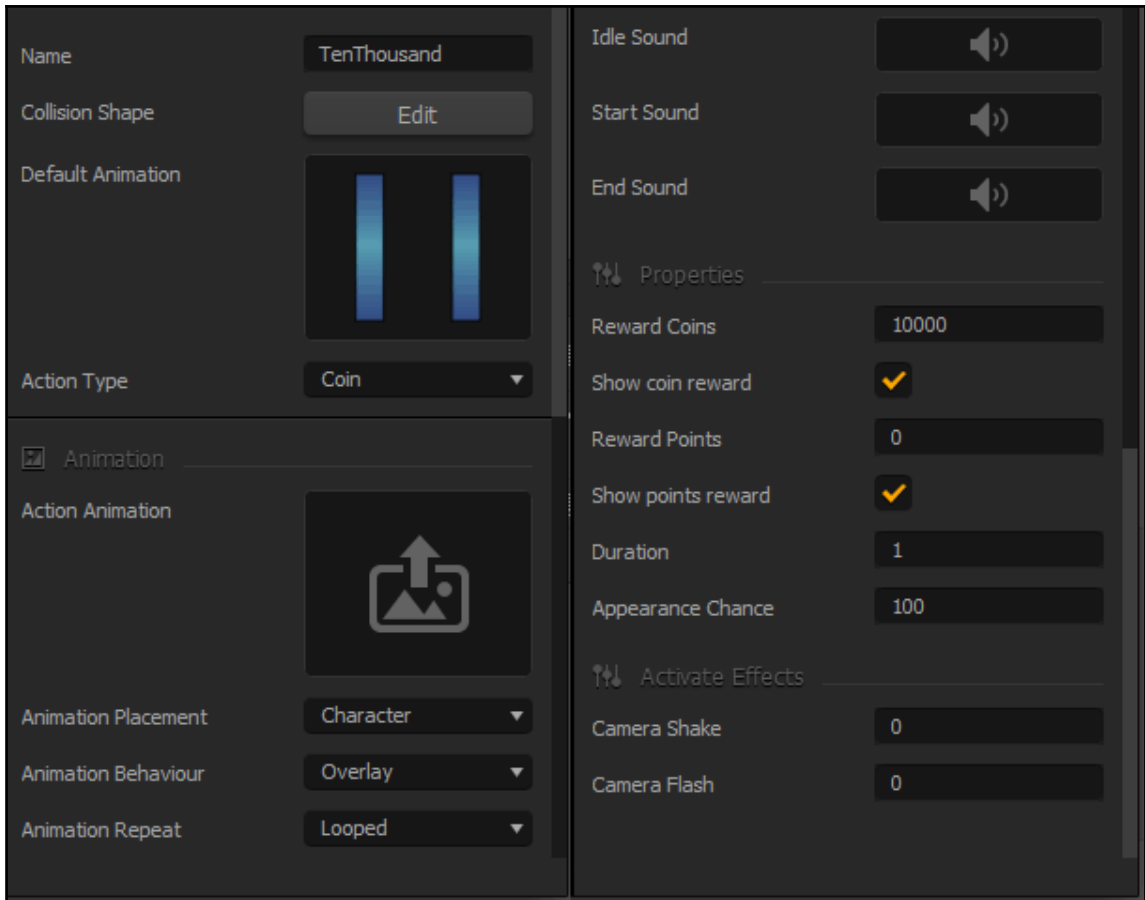 Name
TenThousand
Collision Shape
Edit
Default Animation
Action Type
Coin
Animation
Action Animation
Animation Placement
Character
Animation Behaviour
Overlay
Animation Repeat
Looped
Idle Sound
Start Sound
End Sound
Properties
Reward Coins
10000
Show coin reward
Reward Points
0
Show points reward
Duration
1
Appearance Chance
100
Activate Effects
Camera Shake
0
Camera Flash
0